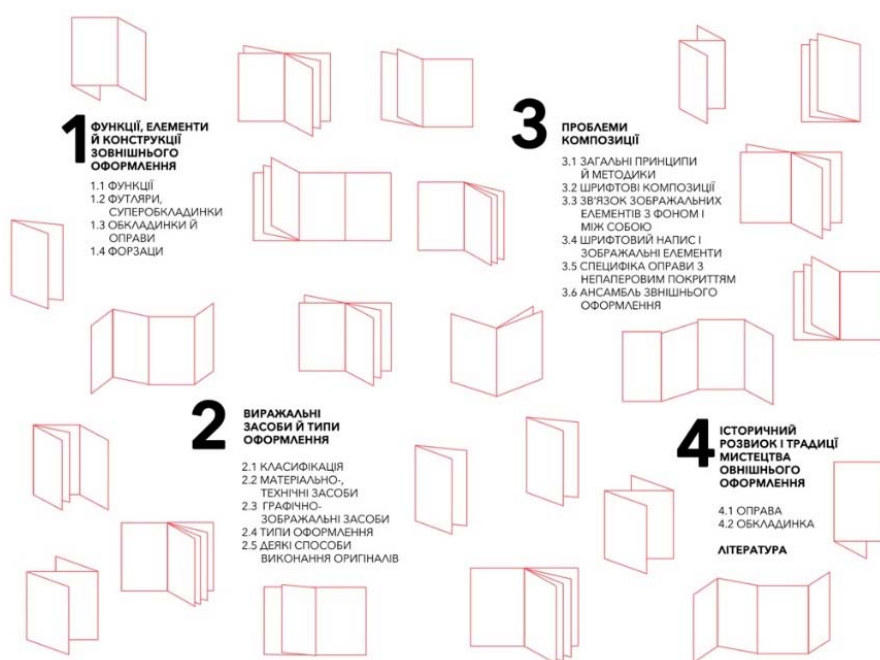 1
ФУНКЦІЇ, ЕЛЕМЕНТИ
Й КОНСТРУКЦІЇ
ЗОВНІШНЬОГО
ОФОРМЛЕННЯ
1.1 ФУНКЦІЇ
1.2 ФУТЛЯРИ,
СУПЕРОБКЛАДИНКИ
1.3 ОБКЛАДИНКИ Й
ОПРАВИ
1.4 ФОРЗАЦИ
2
ВИРАЖАЛЬНІ
ЗАСОБИ Й ТИПИ
ОФОРМЛЕННЯ
2.1 КЛАСИФІКАЦІЯ
2.2 МАТЕРІАЛЬНО-,
ТЕХНІЧНІ ЗАСОБИ
2.3 ГРАФІЧНО-
ЗОБРАЖАЛЬНІ ЗАСОБИ
2.4 ТИПИ ОФОРМЛЕННЯ
2.5 ДЕЯКІ СПОСОБИ
ВИКОНАННЯ ОРИГІНАЛІВ
3
ПРОБЛЕМИ
КОМПОЗИЦІЇ
3.1 ЗАГАЛЬНІ ПРИНЦИПИ
Й МЕТОДИКИ
3.2 ШРИФТОВІ КОМПОЗИЦІЇ
3.3 ЗВ'ЯЗОК ЗОБРАЖАЛЬНИХ
ЕЛЕМЕНТІВ З ФОНОМ І
МІЖ СОБОЮ
3.4 ШРИФТОВИЙ НАПИС І
ЗОБРАЖАЛЬНІ ЕЛЕМЕНТИ
3.5 СПЕЦИФІКА ОПРАВИ З
НЕПАПЕРОВИМ ПОКРИТТЯМ
3.6 АНСАМБЛЬ ЗВНІШНЬОГО
ОФОРМЛЕННЯ
4
ІСТОРИЧНИЙ
РОЗВИОК І ТРАДИЦІЇ
МИСТЕЦТВА
ОВНІШНЬОГО
ОФОРМЛЕННЯ
4.1 ОПРАВА
4.2 ОБКЛАДИНКА
ЛІТЕРАТУРА